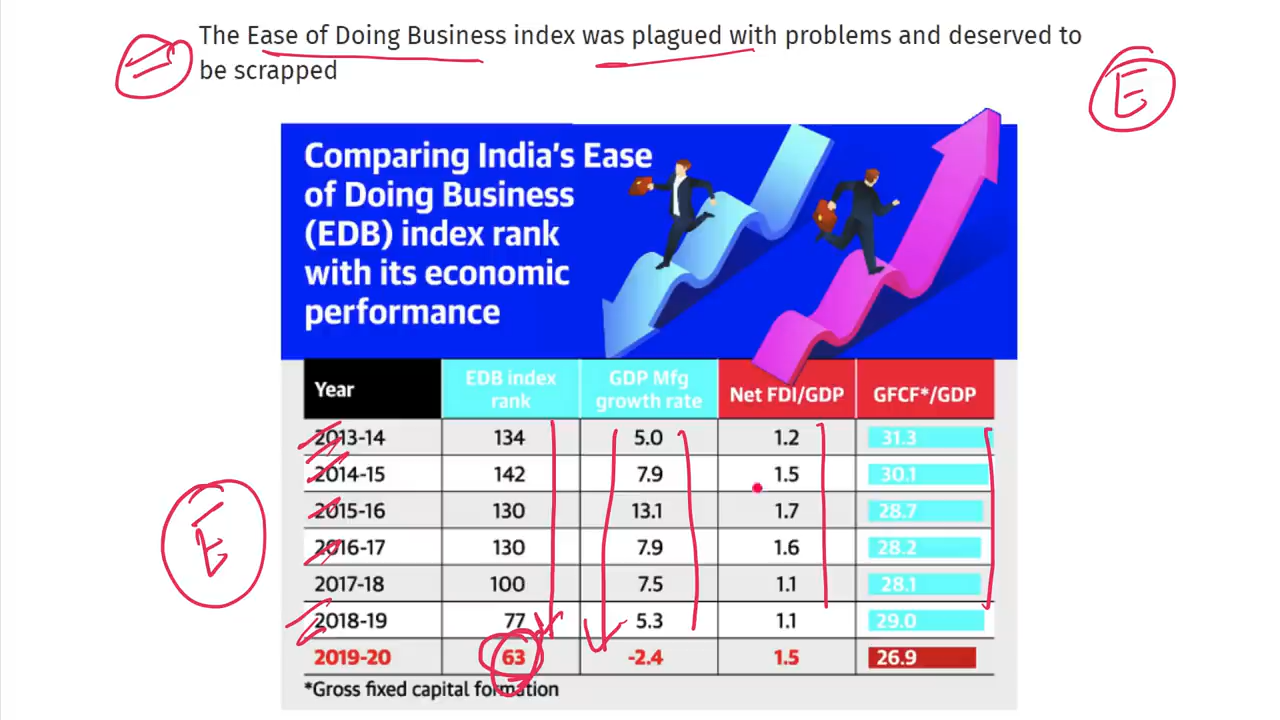 The Ease of Doing Business index was plagued with problems and deserved to
be scrapped
E
Comparing India's Ease
of Doing Business
(EDB) index rank
with its economic
performance
Year EDB index rank GDP Mfg growth rate Net FDI/GDP GFCF*/GDP
2013-14 134 5.0 1.2 31.3
2014-15 142 7.9 1.5 30.1
2015-16 130 13.1 1.7 28.7
2016-17 130 7.9 1.6 28.2
2017-18 100 7.5 1.1 28.1
2018-19 77 5.3 1.1 29.0
2019-20 63 -2.4 1.5 26.9
*Gross fixed capital formation